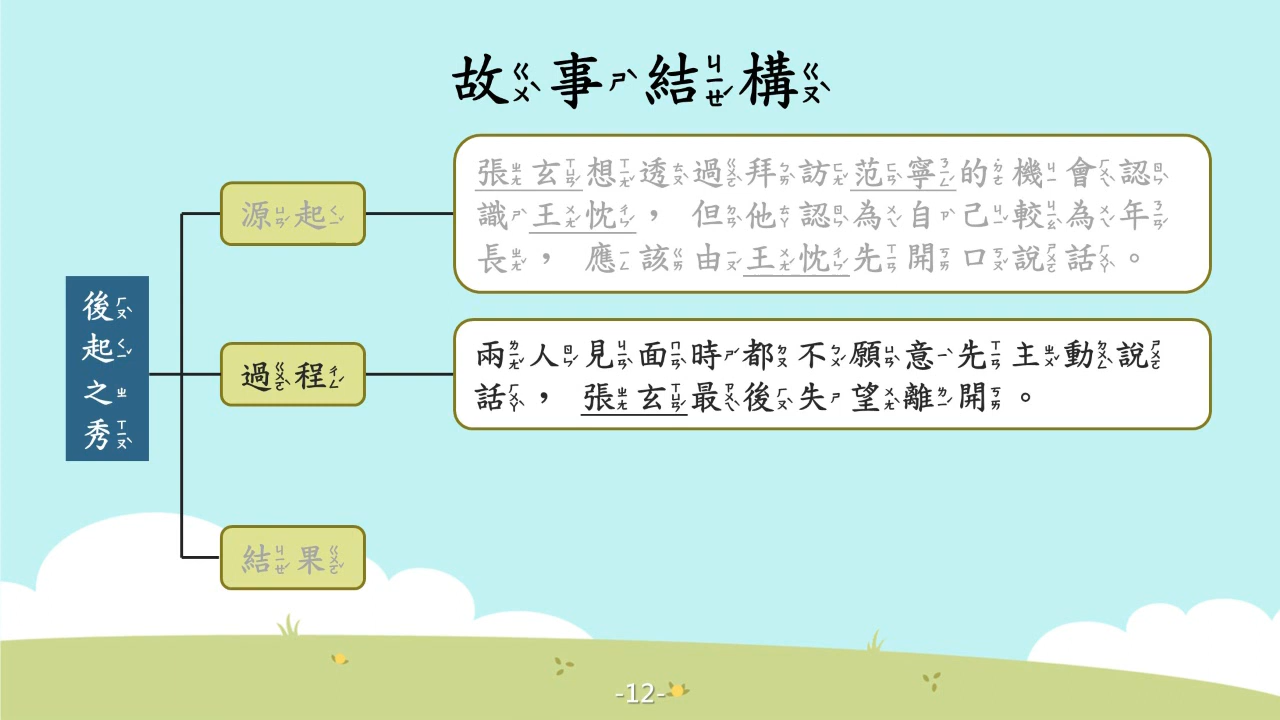 故事結構
張玄想透過拜訪范寧的機會認
識王忱，但他認為自己較為年
長，應該由王忱先開口說話。
源起
後起之秀
過程
兩人見面時都不願意先主動說
話，張玄最後失望離開。
結果
-12-